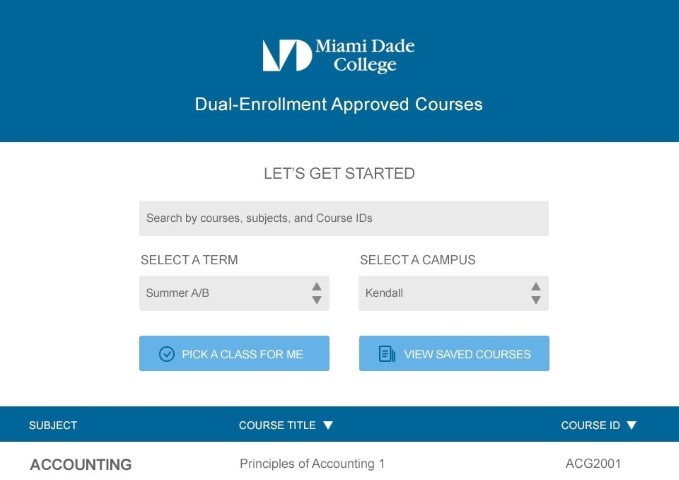 Miami Dade
College
Dual-Enrollment Approved Courses
LET'S GET STARTED
Search by courses, subjects, and Course IDs
SELECT A TERM SELECT A CAMPUS
Summer A/B Kendall
PICK A CLASS FOR ME VIEW SAVED COURSES
SUBJECT COURSE TITLE COURSE ID
ACCOUNTING Principles of Accounting 1 ACG2001